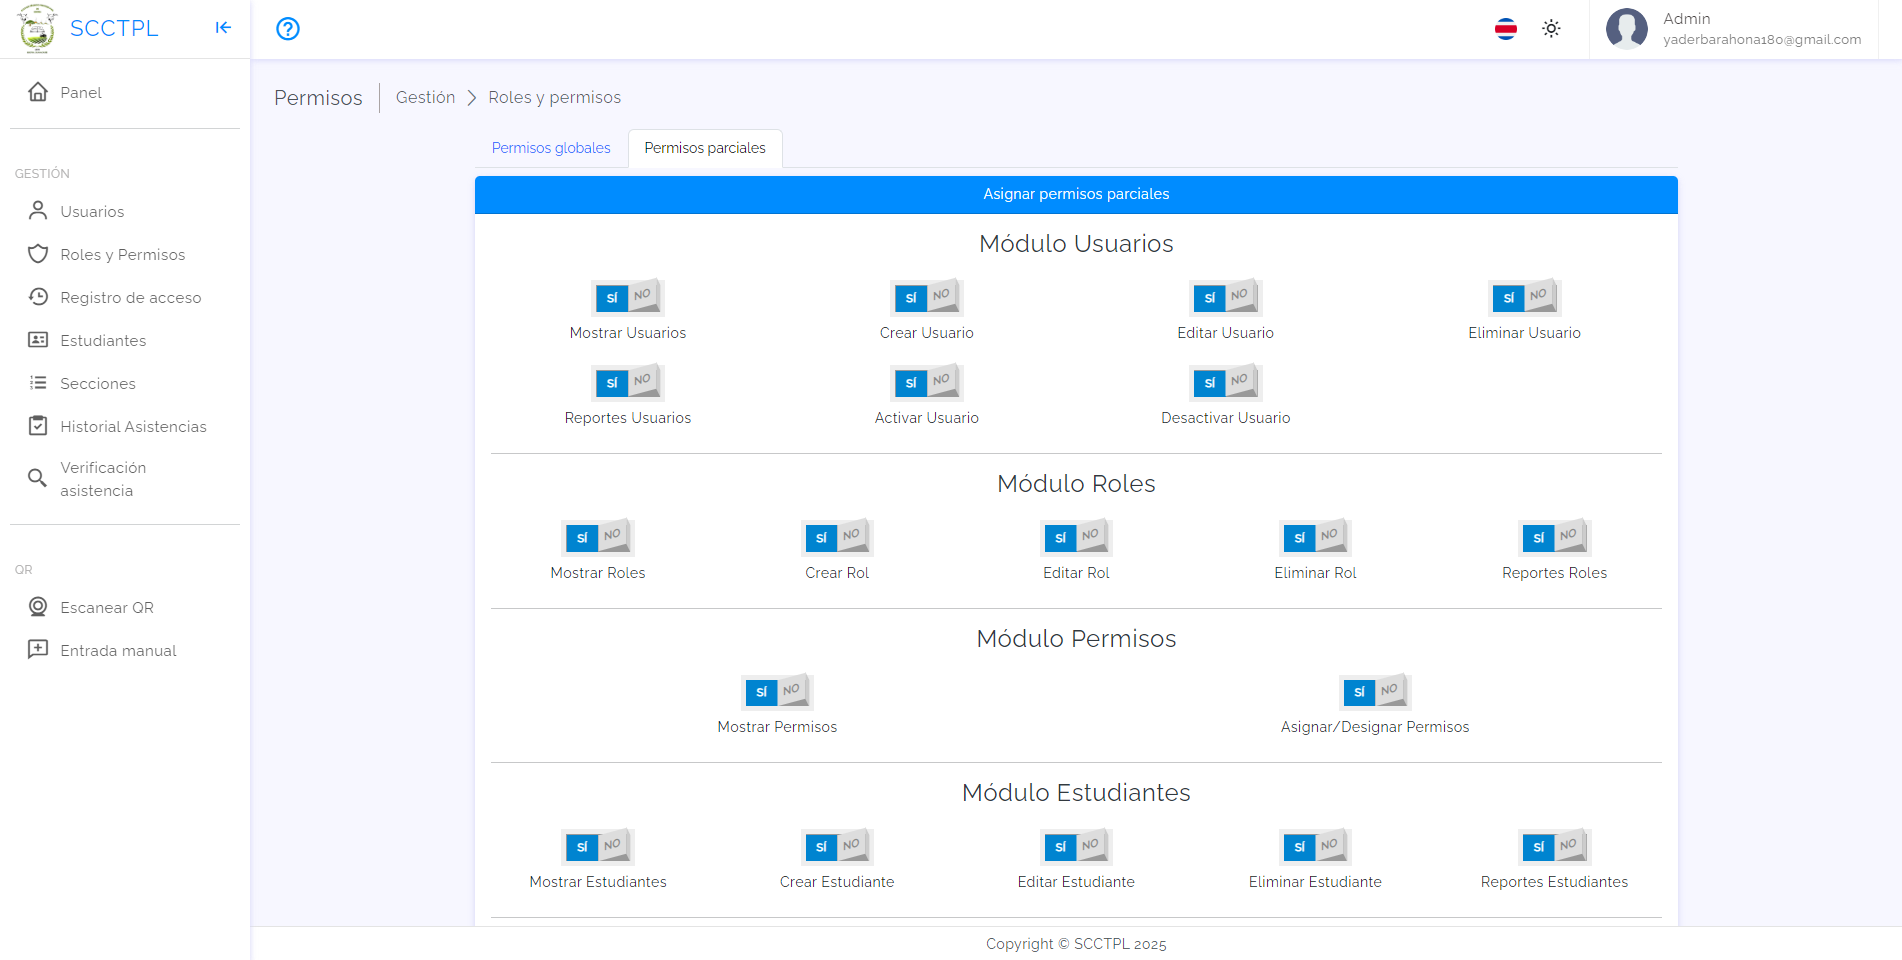 SCCTPL
Admin
yaderbarahona180@gmail.com
Panel
GESTIÓN
Usuarios
Roles y Permisos
Registro de acceso
Estudiantes
Secciones
Historial Asistencias
Verificación
asistencia
QR
Escanear QR
Entrada manual
Permisos
Gestión
Roles y permisos
Permisos globales
Permisos parciales
Asignar permisos parciales
Módulo Usuarios
SÍ NO SÍ NO SÍ NO SÍ NO
Mostrar Usuarios Crear Usuario Editar Usuario Eliminar Usuario
SÍ NO SÍ NO SÍ NO
Reportes Usuarios Activar Usuario Desactivar Usuario
Módulo Roles
SÍ NO SÍ NO SÍ NO SÍ NO SÍ NO
Mostrar Roles Crear Rol Editar Rol Eliminar Rol Reportes Roles
Módulo Permisos
SÍ NO SÍ NO
Mostrar Permisos Asignar/Designar Permisos
Módulo Estudiantes
SÍ NO SÍ NO SÍ NO SÍ NO SÍ NO
Mostrar Estudiantes Crear Estudiante Editar Estudiante Eliminar Estudiante Reportes Estudiantes
Copyright © SCCTPL 2025